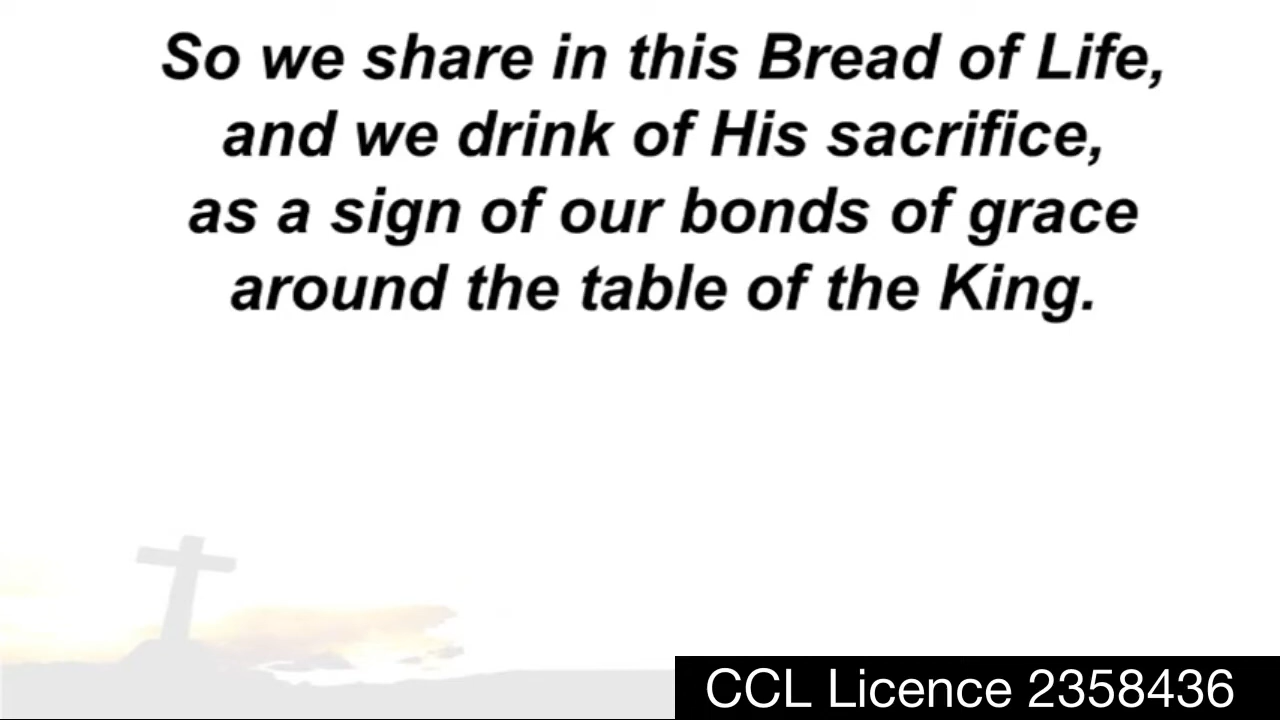 So we share in this Bread of Life,
and we drink of His sacrifice,
as a sign of our bonds of grace
around the table of the King.
CCL Licence 2358436